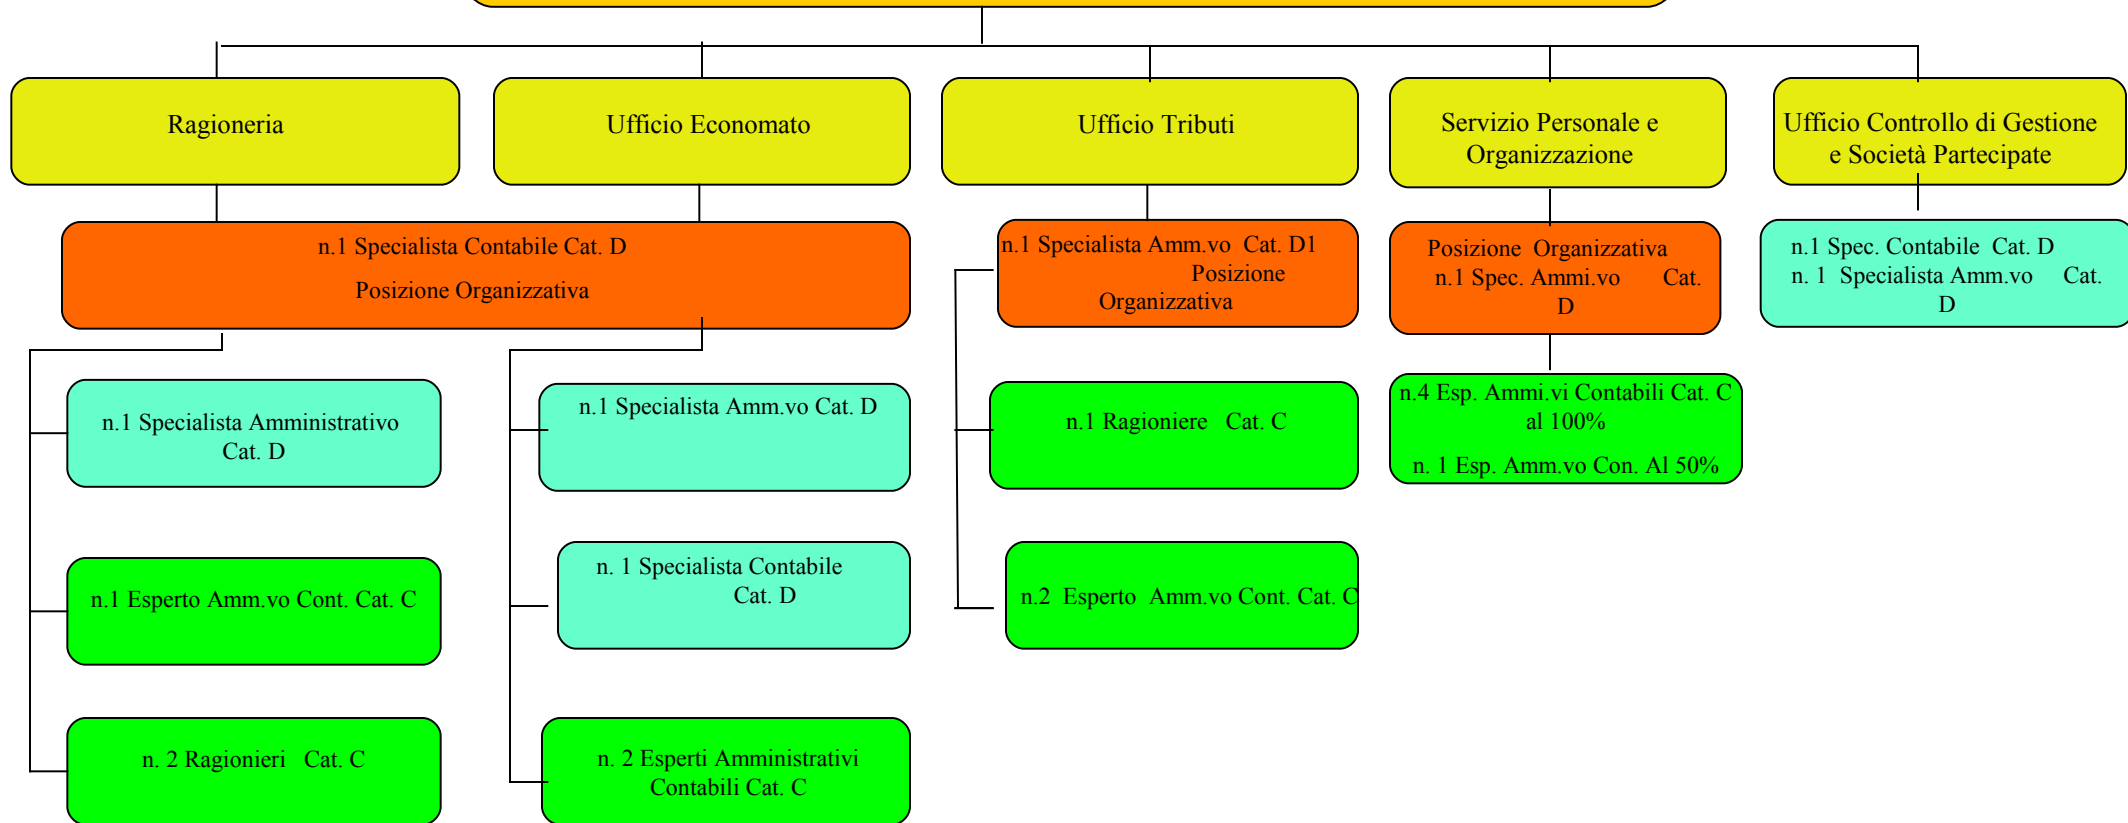 Ragioneria
Ufficio Economato
Ufficio Tributi
Servizio Personale e
Organizzazione
Ufficio Controllo di Gestione
e Società Partecipate
n.1 Specialista Contabile Cat. D
Posizione Organizzativa
n.1 Specialista Amm.vo Cat. D1
Posizione
Organizzativa
Posizione Organizzativa
n.1 Spec. Ammi.vo Cat.
D
n.1 Spec. Contabile Cat. D
n. 1 Specialista Amm.vo Cat.
D
n.1 Specialista Amministrativo
Cat. D
n.1 Specialista Amm.vo Cat. D
n.1 Ragioniere Cat. C
n.4 Esp. Ammi.vi Contabili Cat. C
al 100%
n. 1 Esp. Amm.vo Con. Al 50%
n.1 Esperto Amm.vo Cont. Cat. C
n. 1 Specialista Contabile
Cat. D
n.2 Esperto Amm.vo Cont. Cat. C
n. 2 Ragionieri Cat. C
n. 2 Esperti Amministrativi
Contabili Cat. C